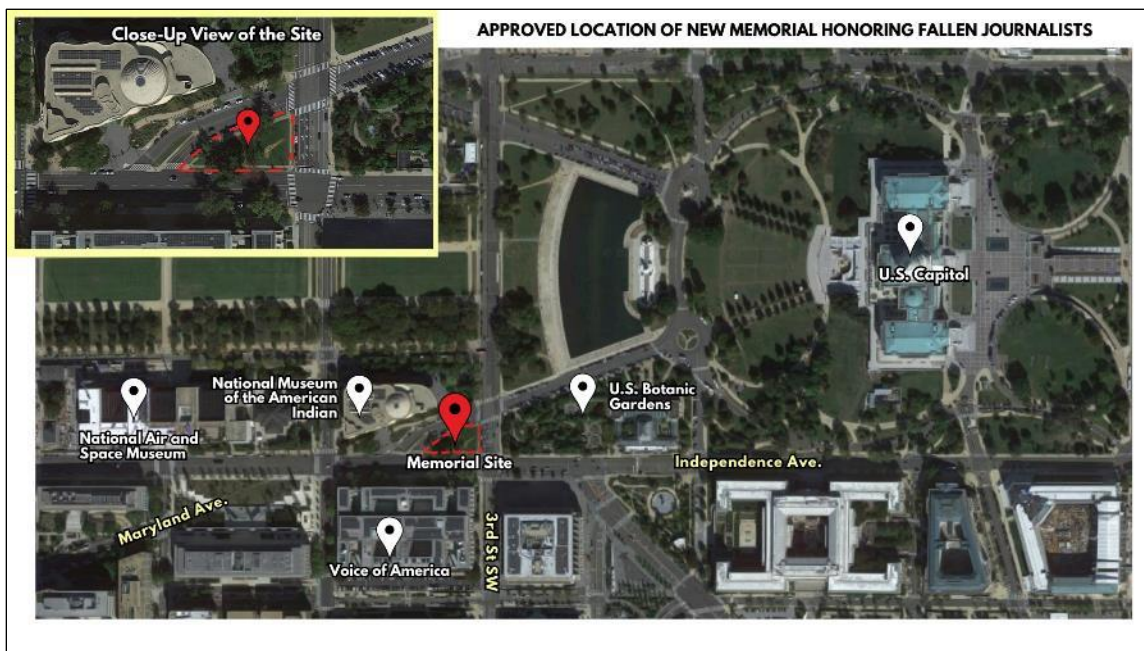 Close-Up View of the Site
APPROVED LOCATION OF NEW MEMORIAL HONORING FALLEN JOURNALISTS
U.S. Capitol
National Museum
of the American
Indian
U.S. Botanic
Gardens
National Air and
Space Museum
Memorial Site
Independence Ave.
Maryland Ave.
3rd St SW
Voice of America